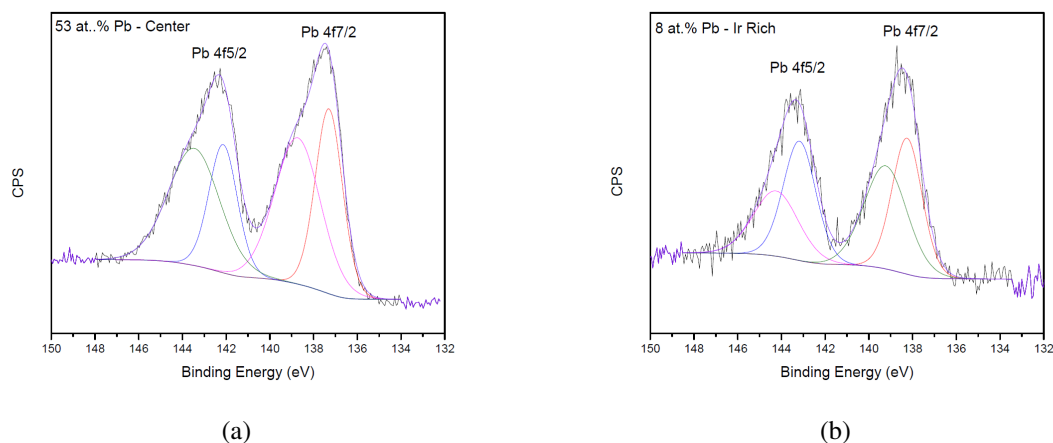 53 at..% Pb - Center
Pb 4f7/2
Pb 4f5/2
CPS
150 148 146 144 142 140 138 136 134 132
Binding Energy (eV)
(a)
8 at.% Pb - Ir Rich
Pb 4f7/2
Pb 4f5/2
CPS
150 148 146 144 142 140 138 136 134 132
Binding Energy (eV)
(b)